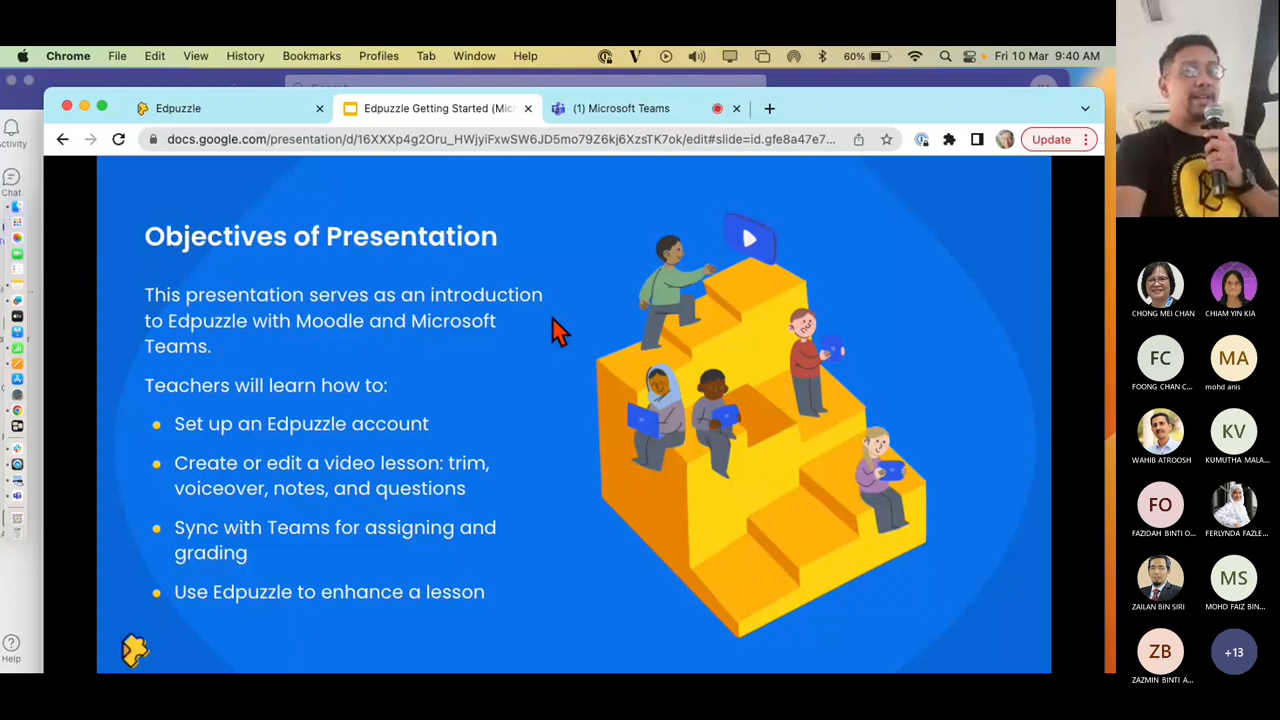 Chrome File Edit View History Bookmarks Profiles Tab Window Help
60% Fri 10 Mar 9:40 AM
Edpuzzle
Edpuzzle Getting Started (Micr
(1) Microsoft Teams
docs.google.com/presentation/d/16XXXp4g2Oru_HWjyiFxwSW6JD5mo79Z6kj6XzsTK7ok/edit#slide=id.gfe8a47e7...
Update
Activity
Chat
Help
Objectives of Presentation
This presentation serves as an introduction
to Edpuzzle with Moodle and Microsoft
Teams.
Teachers will learn how to:
Set up an Edpuzzle account
Create or edit a video lesson: trim,
voiceover, notes, and questions
Sync with Teams for assigning and
grading
Use Edpuzzle to enhance a lesson
CHONG MEI CHAN
CHIAM YIN KIA
FC
FOONG CHAN C...
MA
mohd anis
WAHIB ATROOSH
KV
KUMUTHA MALA...
FO
FAZIDAH BINTI O...
FERLYNDA FAZLE...
ZAILAN BIN SIRI
MS
MOHD FAIZ BIN...
ZB
ZAZMIN BINTI A...
+13